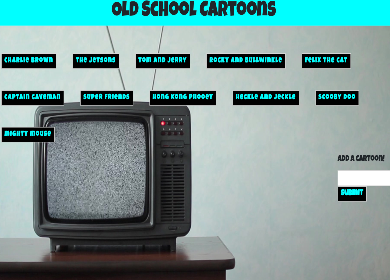 OLD SCHOOL CARTOONS
CHARLIE BROWN THE JETSONS TOM AND JERRY ROCKY AND BULLWINKLE FELIX THE CAT
CAPTAIN CAVEMAN SUPER FRIENDS HONG KONG PHOOEY HECKLE AND JECKLE SCOOBY DOO
MIGHTY MOUSE
ADD A CARTOON!
SUBMIT